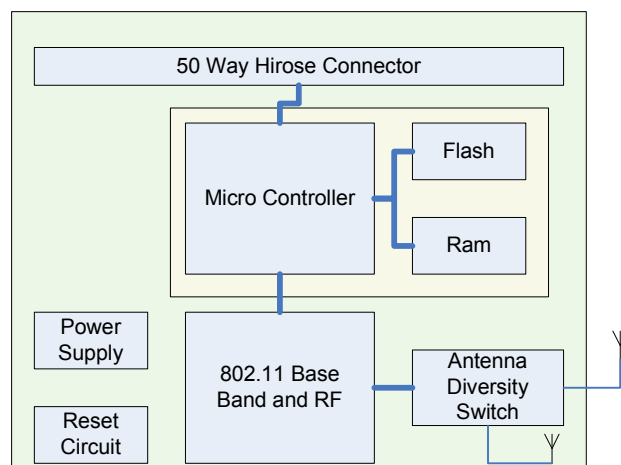 50 Way Hirose Connector
Micro Controller
Flash
Ram
Power
Supply
802.11 Base
Band and RF
Antenna
Diversity
Switch
Reset
Circuit